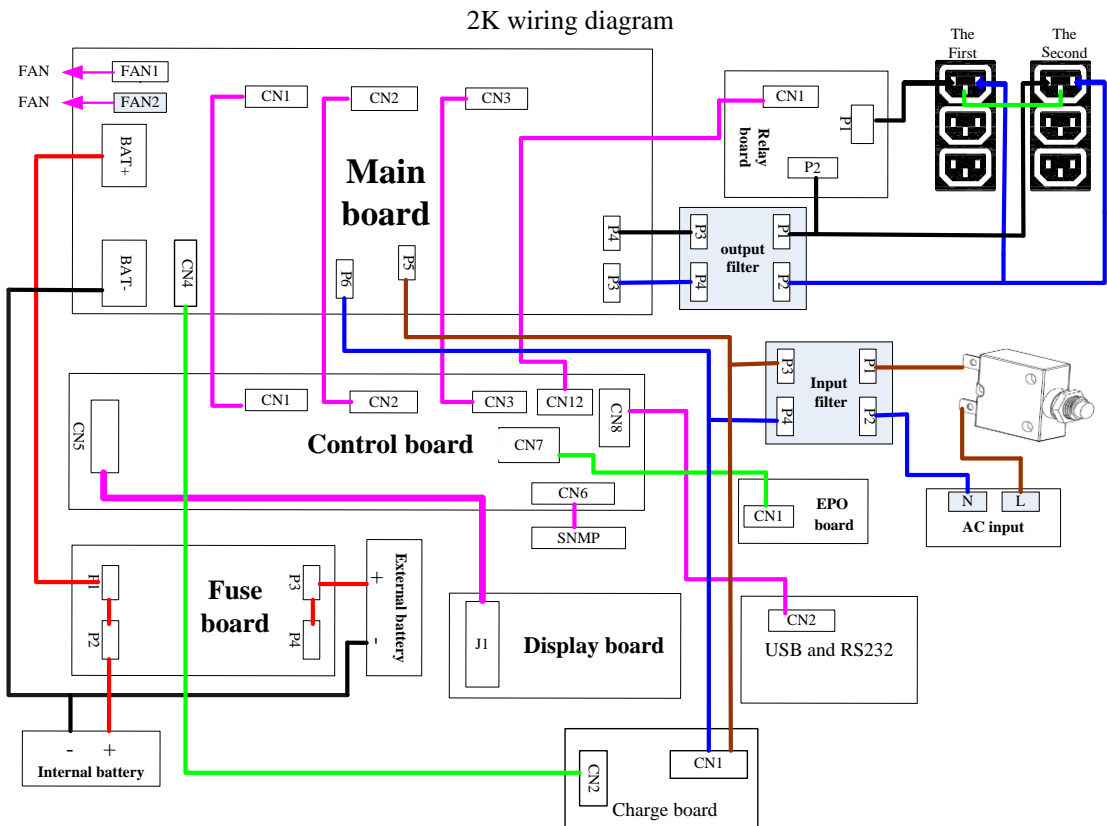 2K wiring diagram
The
First
The
Second
FAN
FAN1
FAN
FAN2
CN1
CN2
CN3
BAT+
BAT-
CN4
Main
board
P6
P5
P4
P3
CN1
P1
Relay
board
P2
P3
P1
output
filter
P4
P2
P3
P1
Input
filter
P4
P2
N
L
AC input
CN1
CN2
CN3
CN12
CN8
CN5
Control board
CN7
CN6
SNMP
EPO
board
CN1
P1
P2
Fuse
board
P3
P4
+
-
External battery
J1
Display board
CN2
USB and RS232
-
+
Internal battery
CN2
CN1
Charge board